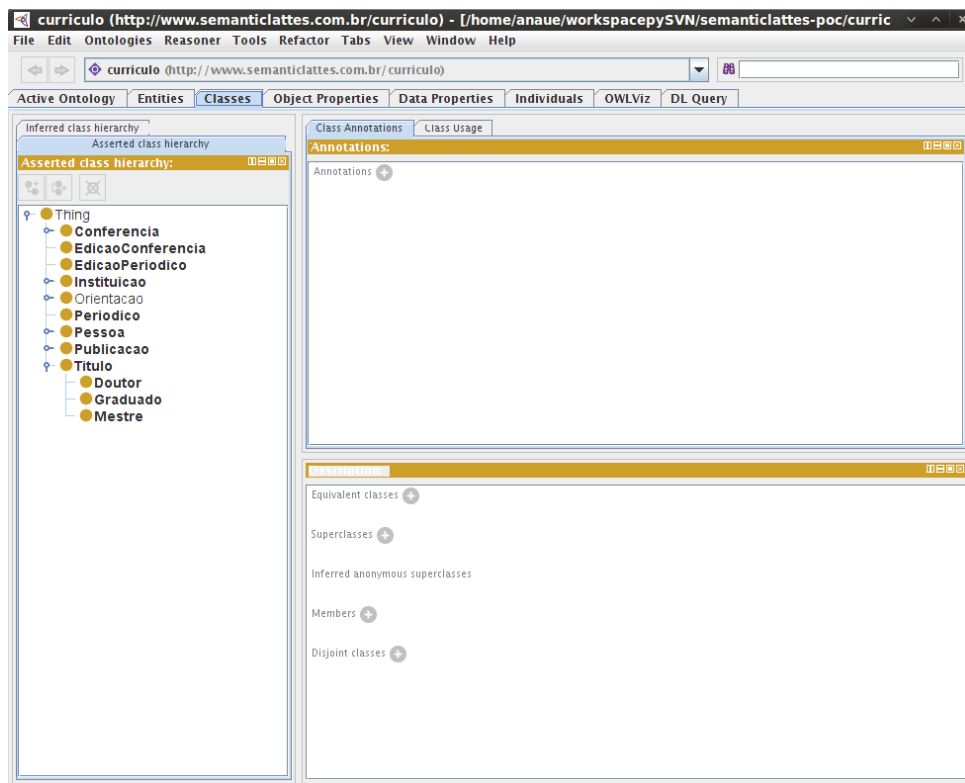 curriculo (http://www.semanticlattes.com.br/curriculo) - [/home/anaue/workspacepySVN/semanticlattes-poc/curric
File Edit Ontologies Reasoner Tools Refactor Tabs View Window Help
curriculo (http://www.semanticlattes.com.br/curriculo)
Active Ontology Entities Classes Object Properties Data Properties Individuals OWLViz DL Query
Inferred class hierarchy
Asserted class hierarchy
Asserted class hierarchy:
Thing
Conferencia
EdicaoConferencia
EdicaoPeriodico
Instituicao
Orientacao
Periodico
Pessoa
Publicacao
Titulo
Doutor
Graduado
Mestre
Class Annotations Class Usage
Annotations:
Annotations
Description:
Equivalent classes
Superclasses
Inferred anonymous superclasses
Members
Disjoint classes